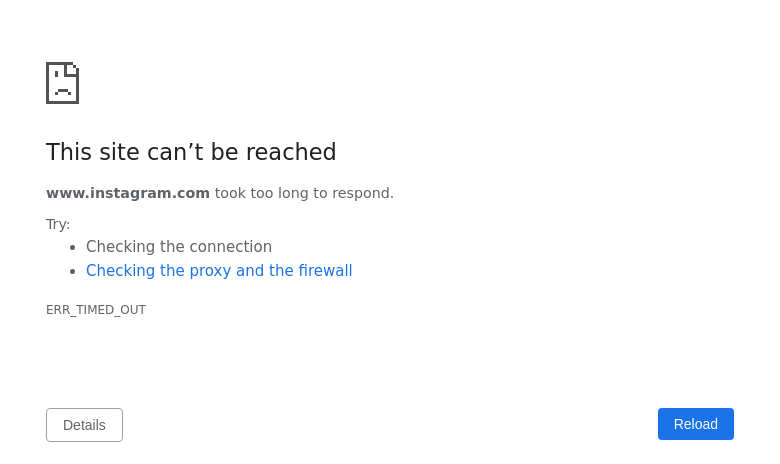 This site can’t be reached
www.instagram.com took too long to respond.
Try:
Checking the connection
Checking the proxy and the firewall
ERR_TIMED_OUT
Details
Reload